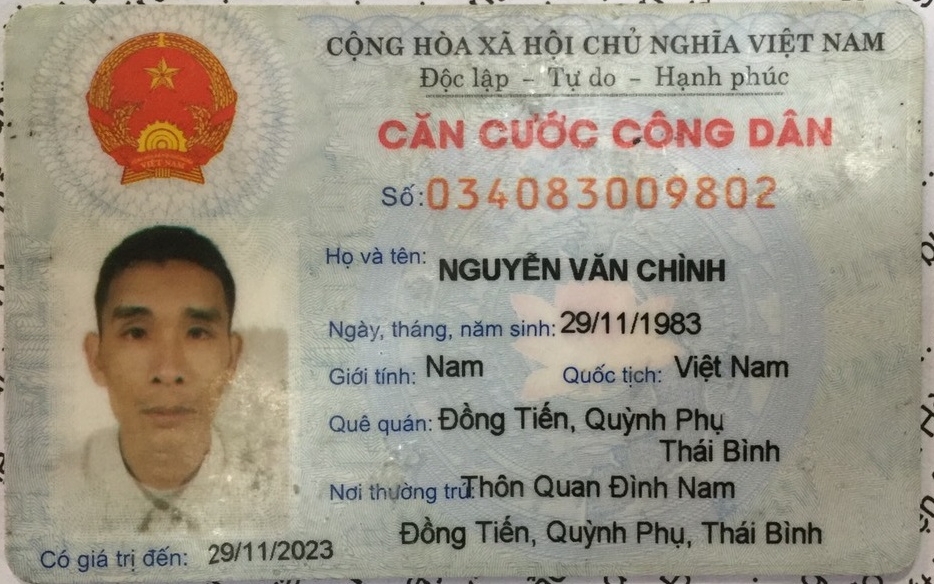 CỘNG HÒA XÃ HỘI CHỦ NGHĨA VIỆT NAM
Độc lập – Tự do – Hạnh phúc
CĂN CƯỚC CÔNG DÂN
Số: 034083009802
Họ và tên: NGUYỄN VĂN CHÌNH
Ngày, tháng, năm sinh: 29/11/1983
Giới tính: Nam Quốc tịch: Việt Nam
Quê quán: Đồng Tiến, Quỳnh Phụ
Thái Bình
Nơi thường trú: Thôn Quan Đình Nam
Đồng Tiến, Quỳnh Phụ, Thái Bình
Có giá trị đến: 29/11/2023